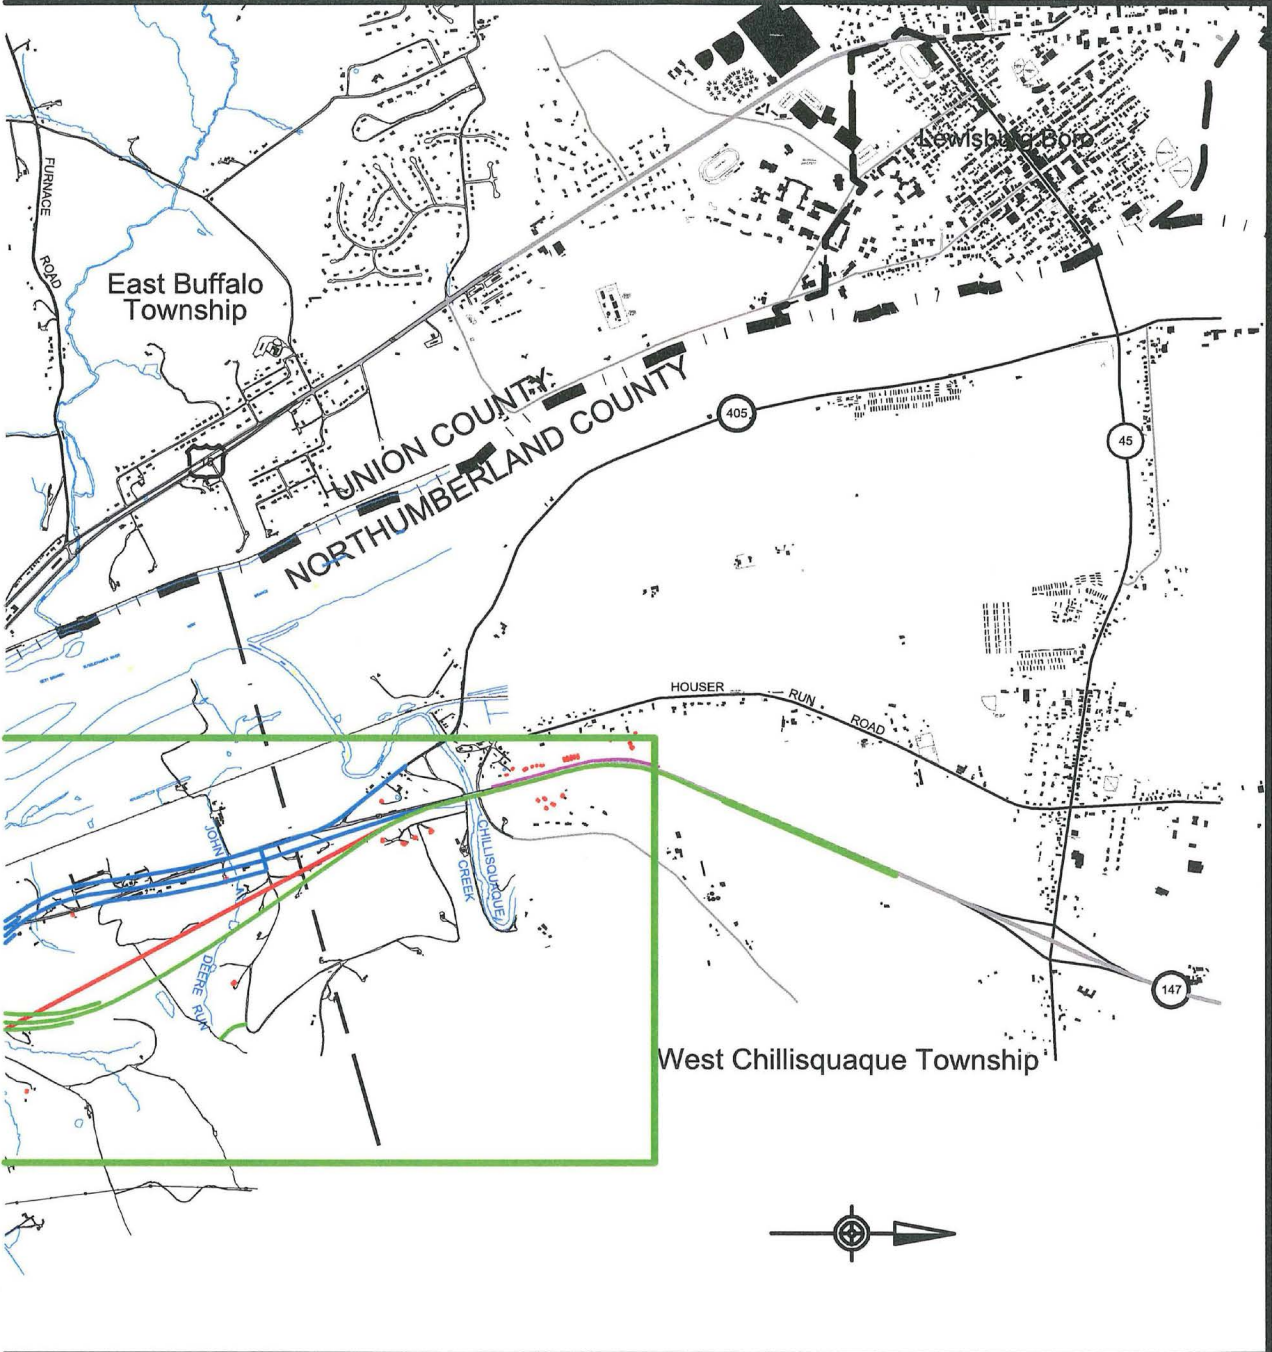 Lewisburg Boro
FURNACE
ROAD
East Buffalo
Township
UNION COUNTY
NORTHUMBERLAND COUNTY
405
45
HOUSER
RUN
ROAD
JOHN
DEERE RUN
CHILLISQUAQUE
CREEK
147
E
West Chillisquaque Township